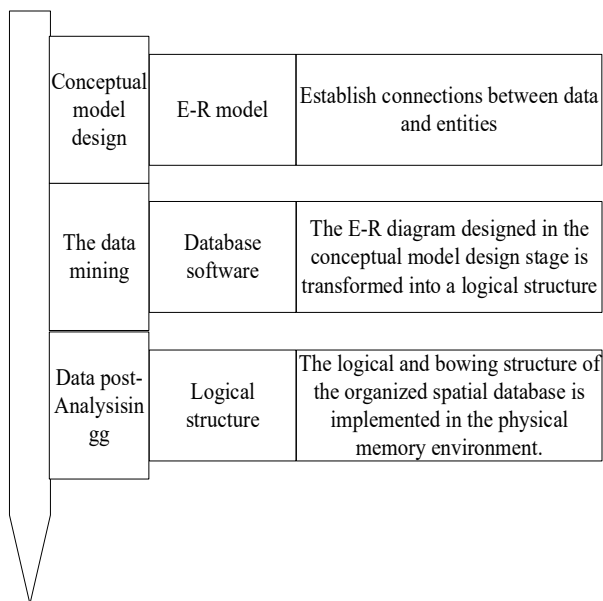 Conceptual
model
design
E-R model
Establish connections between data
and entities
The data
mining
Database
software
The E-R diagram designed in the
conceptual model design stage is
transformed into a logical structure
Data post-
Analysisin
gg
Logical
structure
The logical and bowing structure of
the organized spatial database is
implemented in the physical
memory environment.